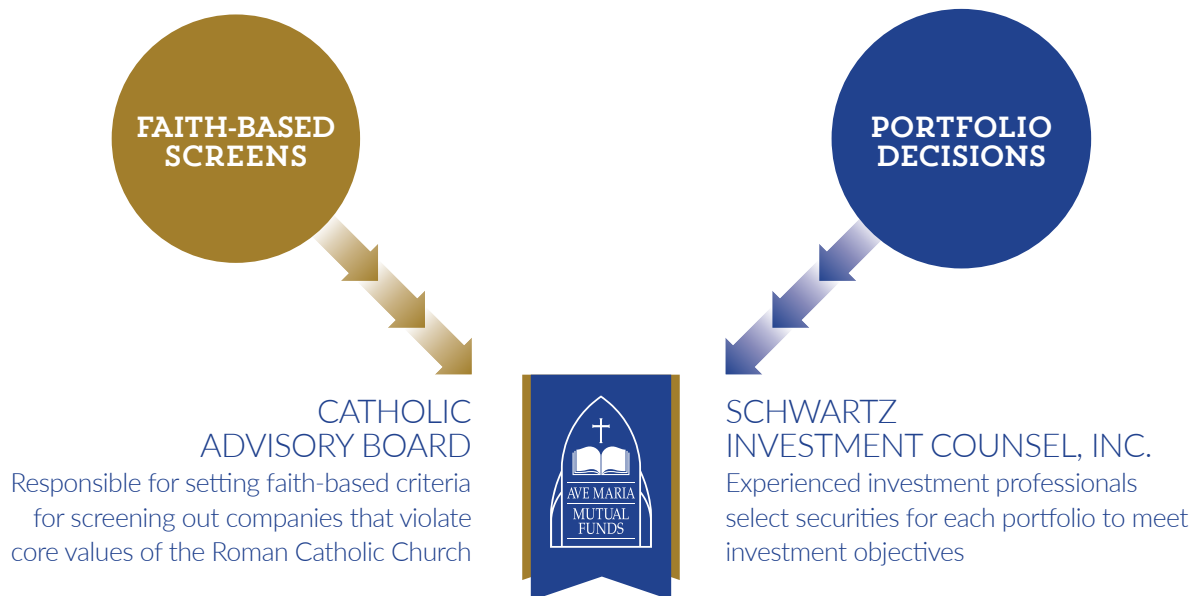 FAITH-BASED
SCREENS
PORTFOLIO
DECISIONS
CATHOLIC
ADVISORY BOARD
Responsible for setting faith-based criteria
for screening out companies that violate
core values of the Roman Catholic Church
AVE MARIA
MUTUAL
FUNDS
SCHWARTZ
INVESTMENT COUNSEL, INC.
Experienced investment professionals
select securities for each portfolio to meet
investment objectives